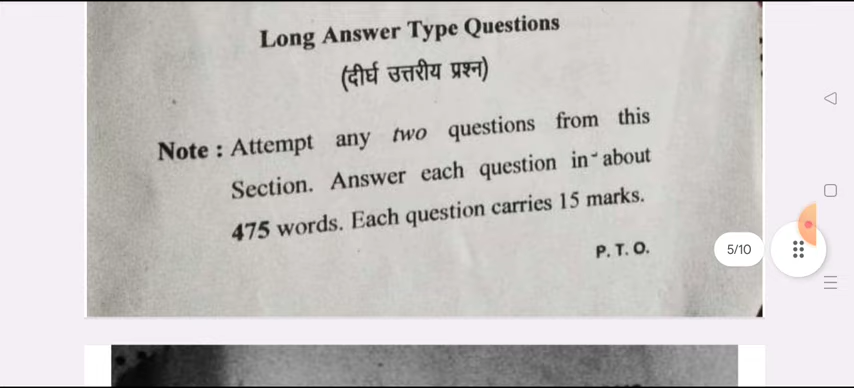 Long Answer Type Questions
(दीर्घ उत्तरीय प्रश्न)
Note : Attempt any two questions from this
Section. Answer each question in about
475 words. Each question carries 15 marks.
P. T. O.
5/10